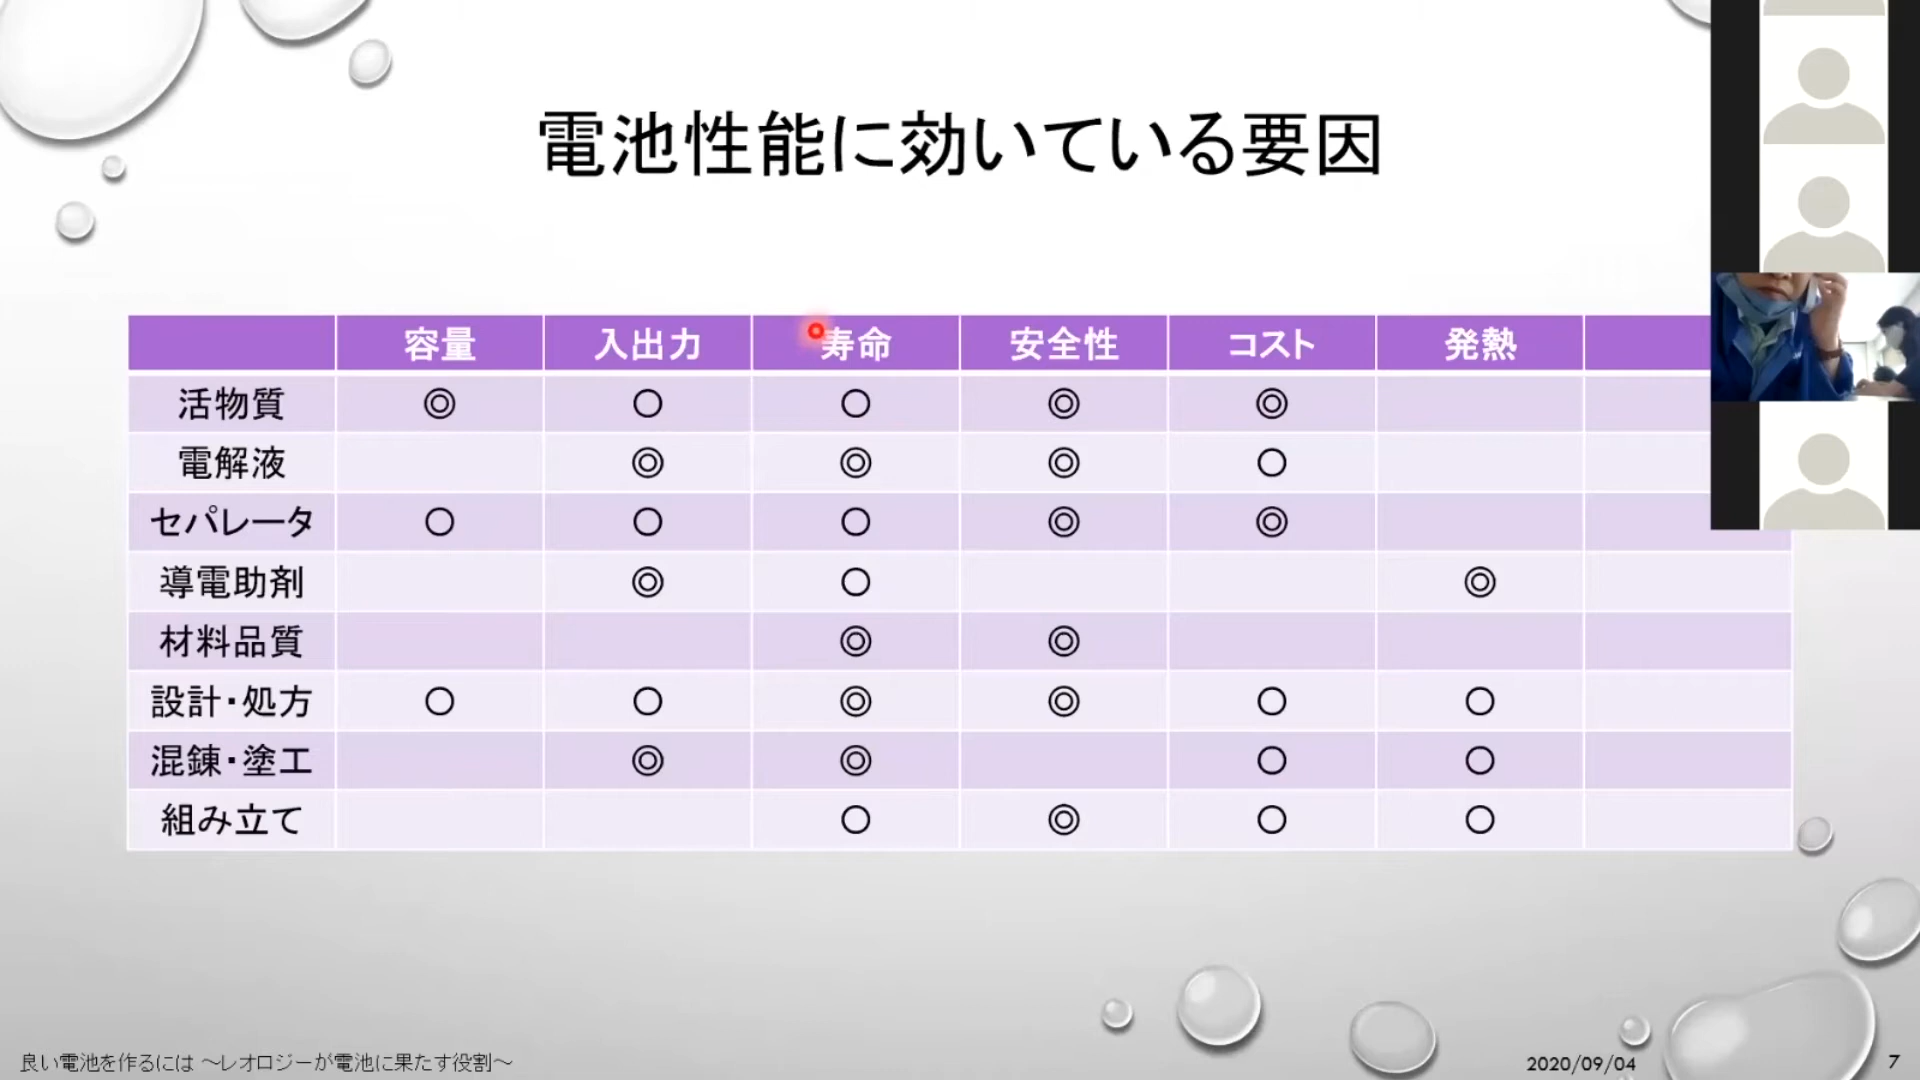 電池性能に効いている要因
容量 入出力 寿命 安全性 コスト 発熱
活物質 ◎ ○ ○ ◎ ◎
電解液 ◎ ◎ ◎ ○
セパレータ ○ ○ ○ ◎ ◎
導電助剤 ◎ ○ ◎
材料品質 ◎ ◎
設計・処方 ○ ○ ◎ ◎ ○ ○
混錬・塗工 ◎ ◎ ○ ○
組み立て ○ ◎ ○ ○
良い電池を作るには ～レオロジーが電池に果たす役割～
2020/09/04
7